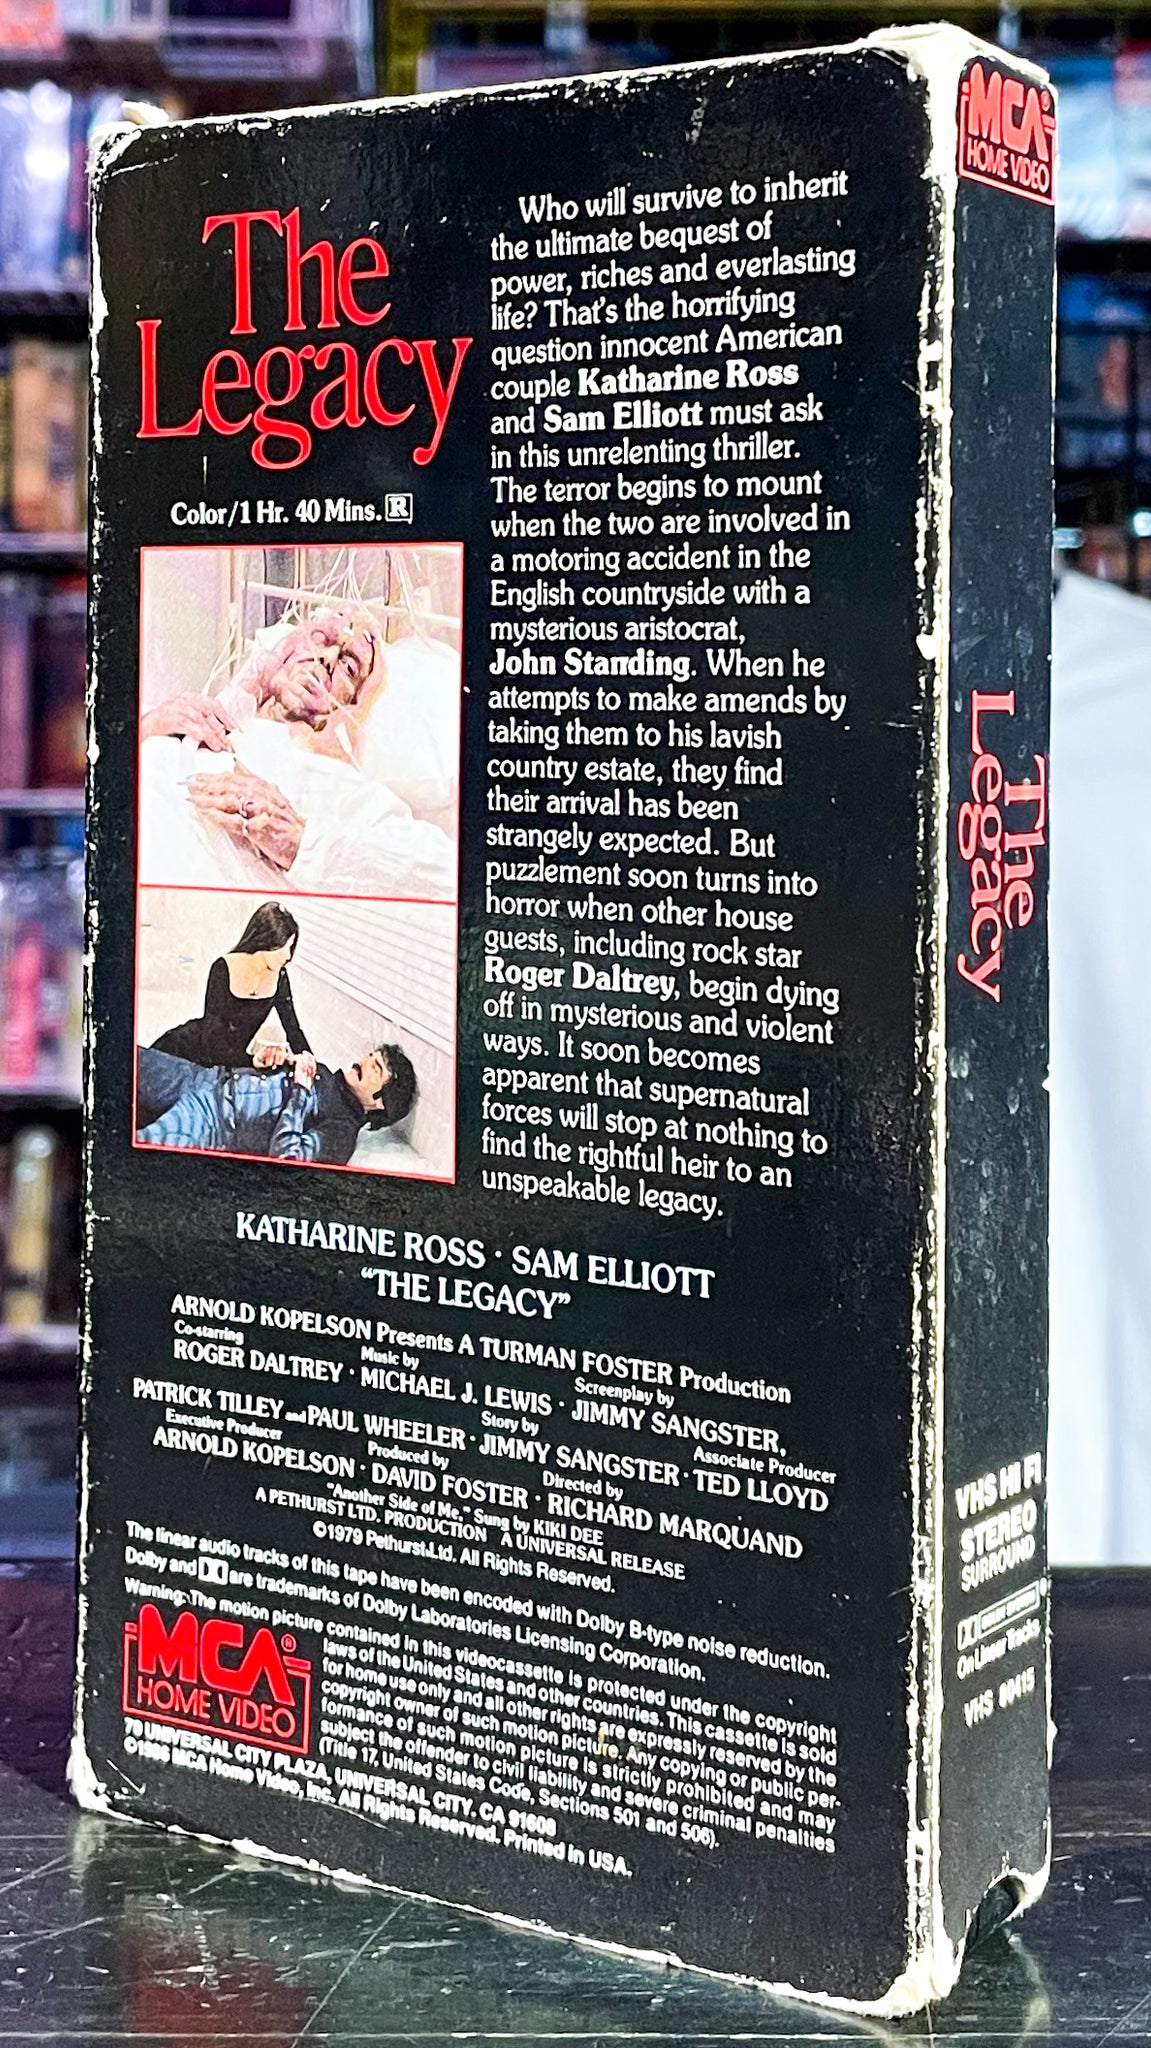 The
Legacy
Color/1 Hr. 40 Mins. R
Who will survive to inherit
the ultimate bequest of
power, riches and everlasting
life? That's the horrifying
question innocent American
couple Katharine Ross
and Sam Elliott must ask
in this unrelenting thriller.
The terror begins to mount
when the two are involved in
a motoring accident in the
English countryside with a
mysterious aristocrat,
John Standing. When he
attempts to make amends by
taking them to his lavish
country estate, they find
their arrival has been
strangely expected. But
puzzlement soon turns into
horror when other house
guests, including rock star
Roger Daltrey, begin dying
off in mysterious and violent
ways. It soon becomes
apparent that supernatural
forces will stop at nothing to
find the rightful heir to an
unspeakable legacy.
KATHARINE ROSS · SAM ELLIOTT
"THE LEGACY"
ARNOLD KOPELSON Presents A TURMAN FOSTER Production
Co-starring Music by Screenplay by
ROGER DALTREY · MICHAEL J. LEWIS · JIMMY SANGSTER,
Story by Associate Producer
PATRICK TILLEY and PAUL WHEELER · JIMMY SANGSTER · TED LLOYD
Executive Producer Produced by Directed by
ARNOLD KOPELSON · DAVID FOSTER · RICHARD MARQUAND
"Another Side of Me," Sung by KIKI DEE
A PETHURST LTD. PRODUCTION A UNIVERSAL RELEASE
©1979 Pethurst Ltd. All Rights Reserved.
The linear audio tracks of this tape have been encoded with Dolby B-type noise reduction.
Dolby and are trademarks of Dolby Laboratories Licensing Corporation.
Warning: The motion picture contained in this videocassette is protected under the copyright
laws of the United States and other countries. This cassette is sold
for home use only and all other rights are expressly reserved by the
copyright owner of such motion picture. Any copying or public per-
formance of such motion picture is strictly prohibited and may
subject the offender to civil liability and severe criminal penalties
(Title 17, United States Code, Sections 501 and 506).
MCA®
HOME VIDEO
70 UNIVERSAL CITY PLAZA, UNIVERSAL CITY, CA 91608
MCA Home Video, Inc. All Rights Reserved. Printed in USA.
MCA®
HOME VIDEO
The
Legacy
VHS HI FI
STEREO
SURROUND
On Linear Tracks
VHS 80415